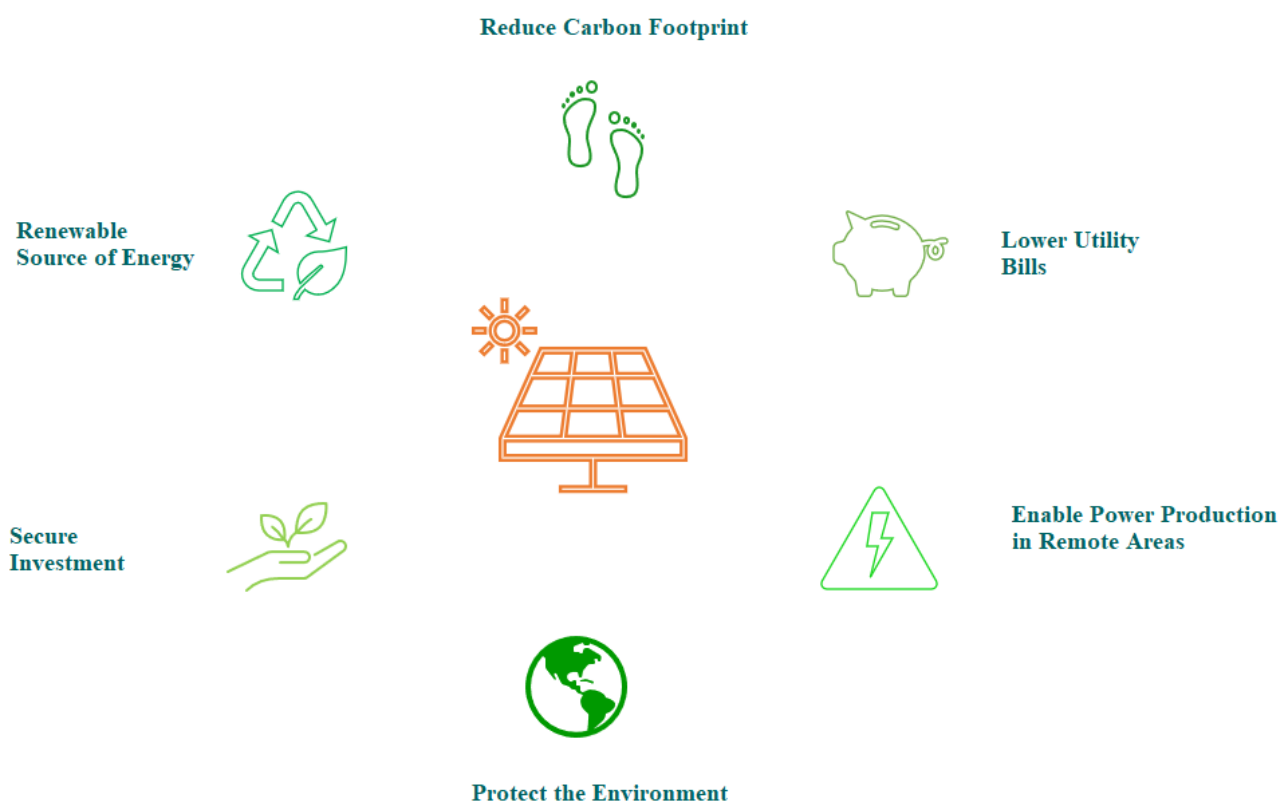 Reduce Carbon Footprint
Renewable
Source of Energy
Lower Utility
Bills
Secure
Investment
Enable Power Production
in Remote Areas
Protect the Environment